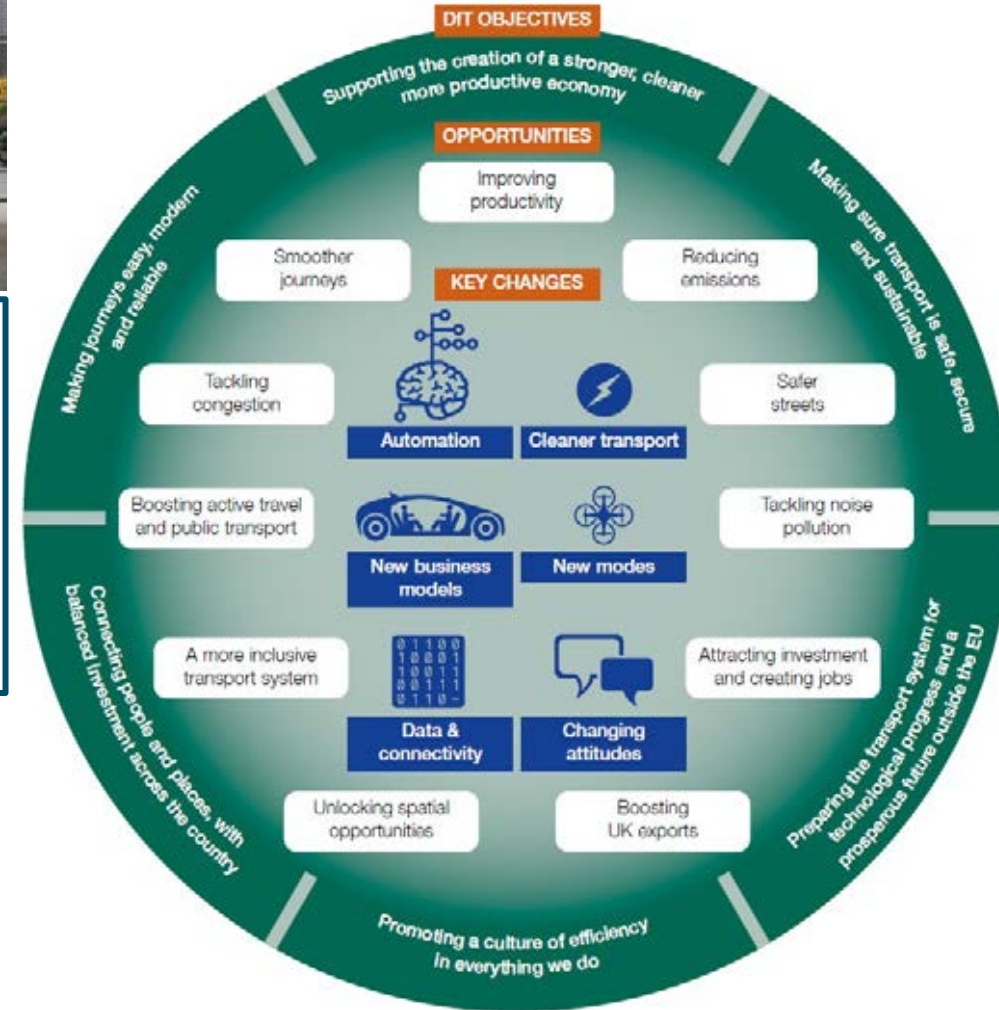 DIT OBJECTIVES
Supporting the creation of a stronger, cleaner
more productive economy
OPPORTUNITIES
Improving
productivity
Making journeys easy, modern
and reliable
Making sure transport is safe, secure
and sustainable
Smoother
journeys
KEY CHANGES
Reducing
emissions
Tackling
congestion
Automation
Cleaner transport
Safer
streets
Boosting active travel
and public transport
New business
models
New modes
Tackling noise
pollution
Connecting people and places, with
balanced investment across the country
A more inclusive
transport system
01100
10001
10011
00111
0110~
Data &
connectivity
Changing
attitudes
Attracting investment
and creating jobs
Preparing the transport system for
technological progress and a
prosperous future outside the EU
Unlocking spatial
opportunities
Boosting
UK exports
Promoting a culture of efficiency
in everything we do